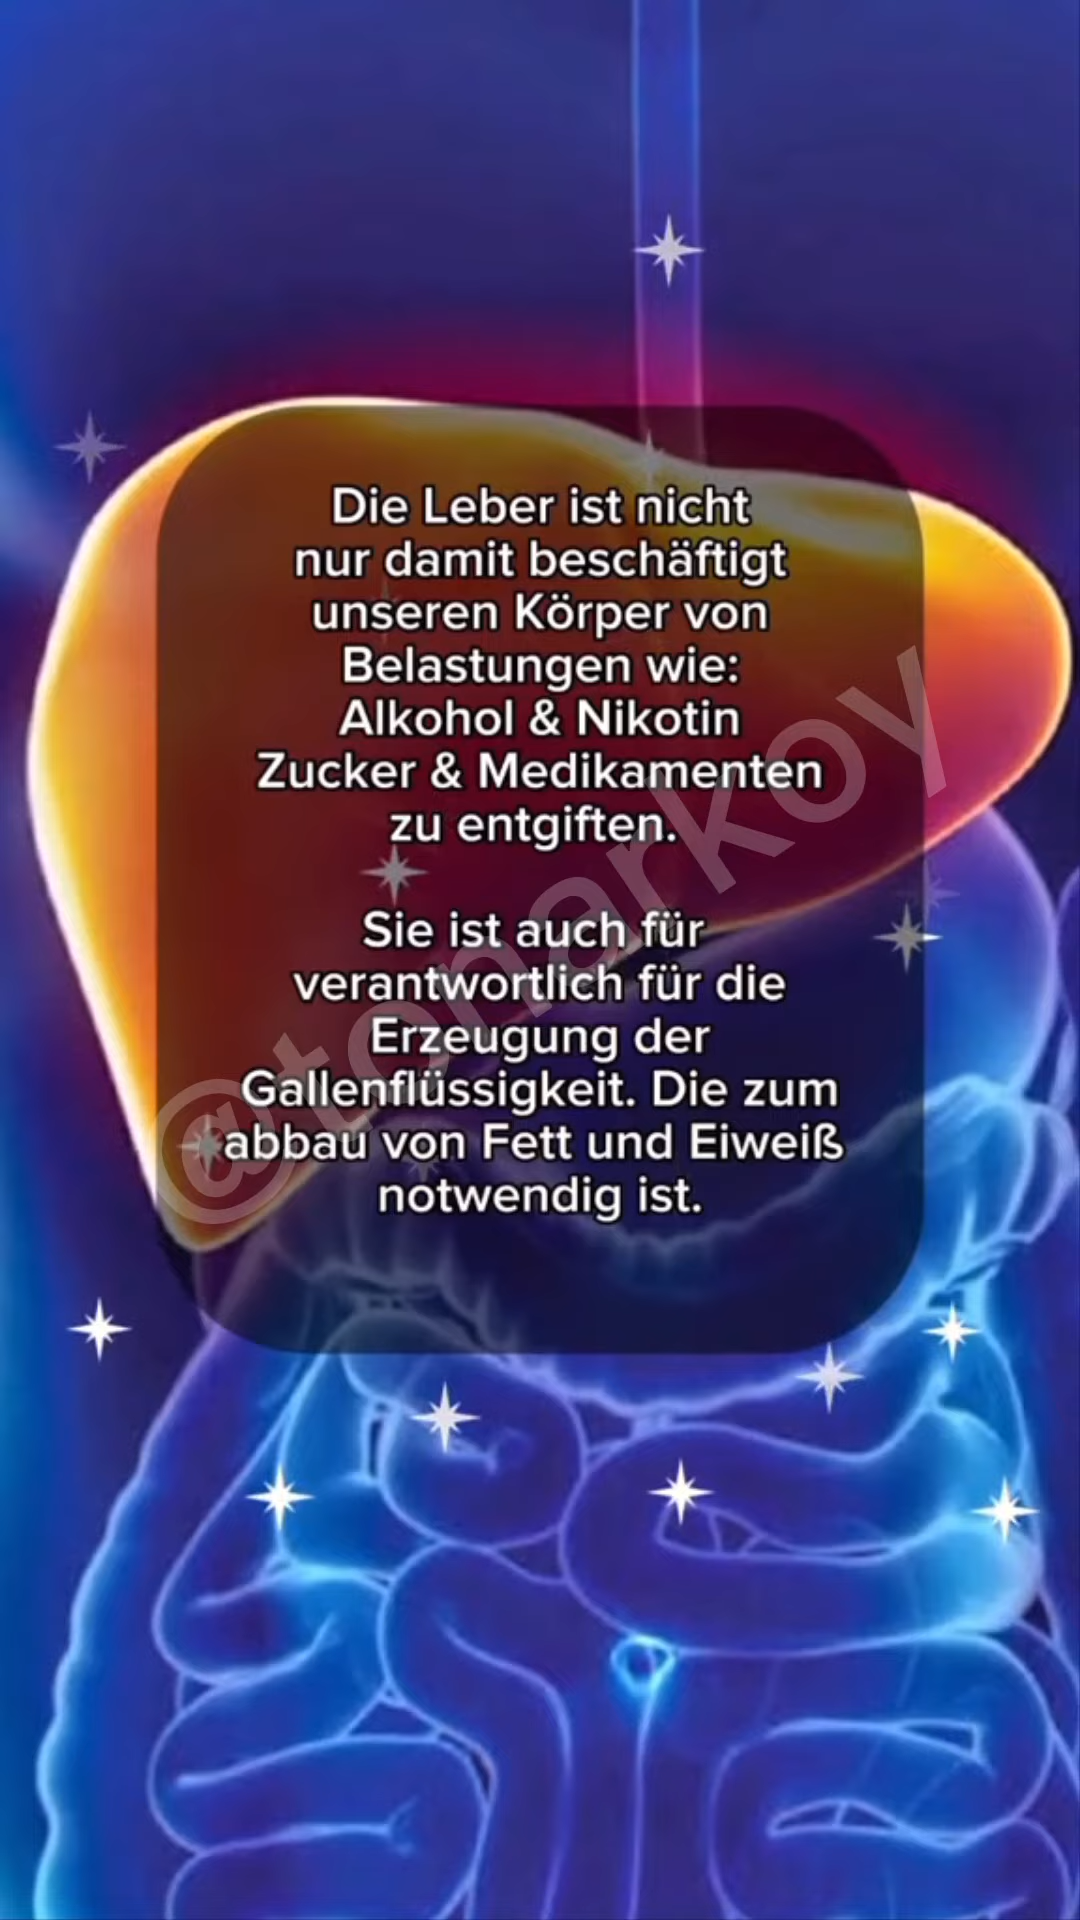 Die Leber ist nicht
nur damit beschäftigt
unseren Körper von
Belastungen wie:
Alkohol & Nikotin
Zucker & Medikamenten
zu entgiften.
Sie ist auch für
verantwortlich für die
Erzeugung der
Gallenflüssigkeit. Die zum
abbau von Fett und Eiweiß
notwendig ist.
@tonarkoy